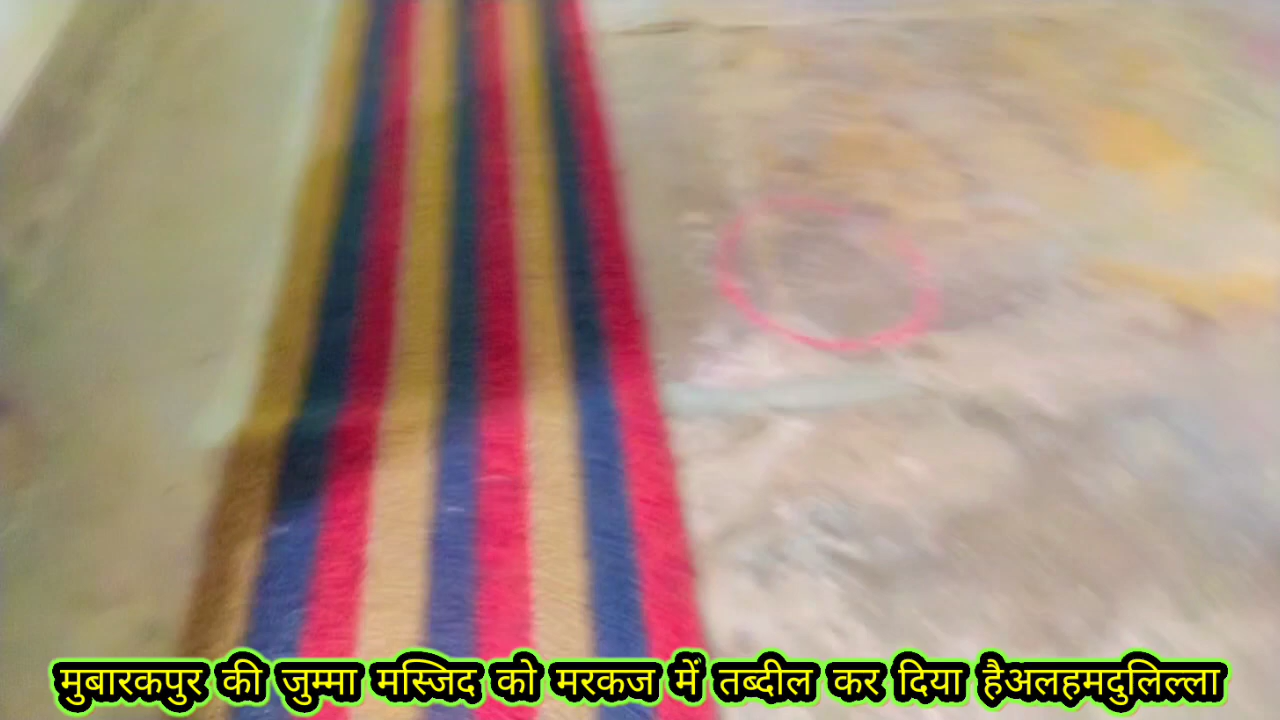 मुबारकपुर की जुम्मा मस्जिद को मरकज में तब्दील कर दिया हैअलहमदुलिल्ला